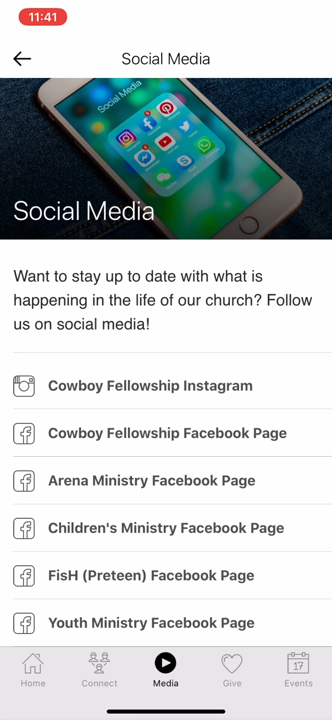 11:41
Social Media
Social Media
Social Media
Want to stay up to date with what is
happening in the life of our church? Follow
us on social media!
Cowboy Fellowship Instagram
Cowboy Fellowship Facebook Page
Arena Ministry Facebook Page
Children's Ministry Facebook Page
FisH (Preteen) Facebook Page
Youth Ministry Facebook Page
17
Home
Connect
Media
Give
Events